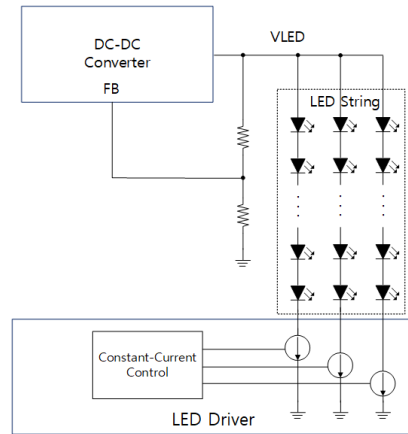 DC-DC
Converter
FB
VLED
LED String
Constant-Current
Control
LED Driver